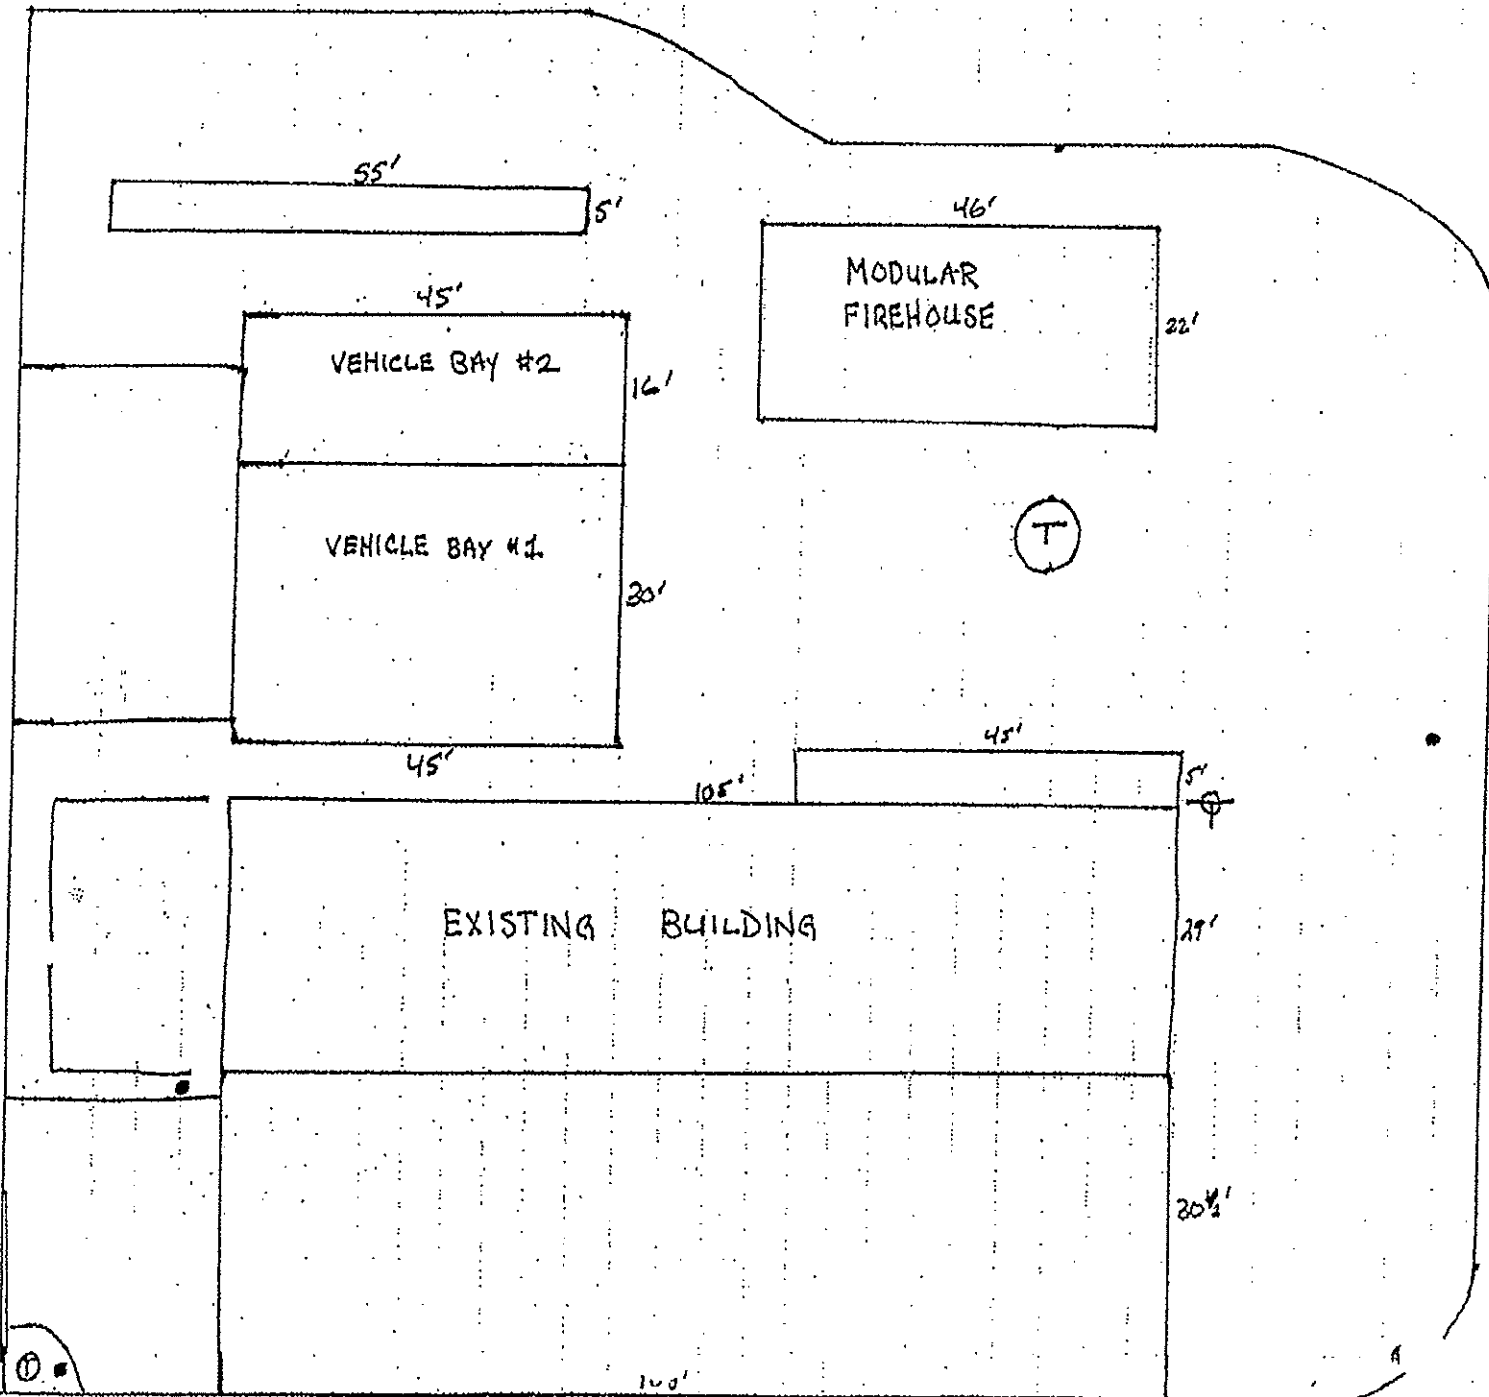 55'
5'
46'
MODULAR
FIREHOUSE
22'
45'
VEHICLE BAY #2
16'
VEHICLE BAY #1
30'
T
45'
45'
5'
105'
EXISTING BUILDING
29'
30½'